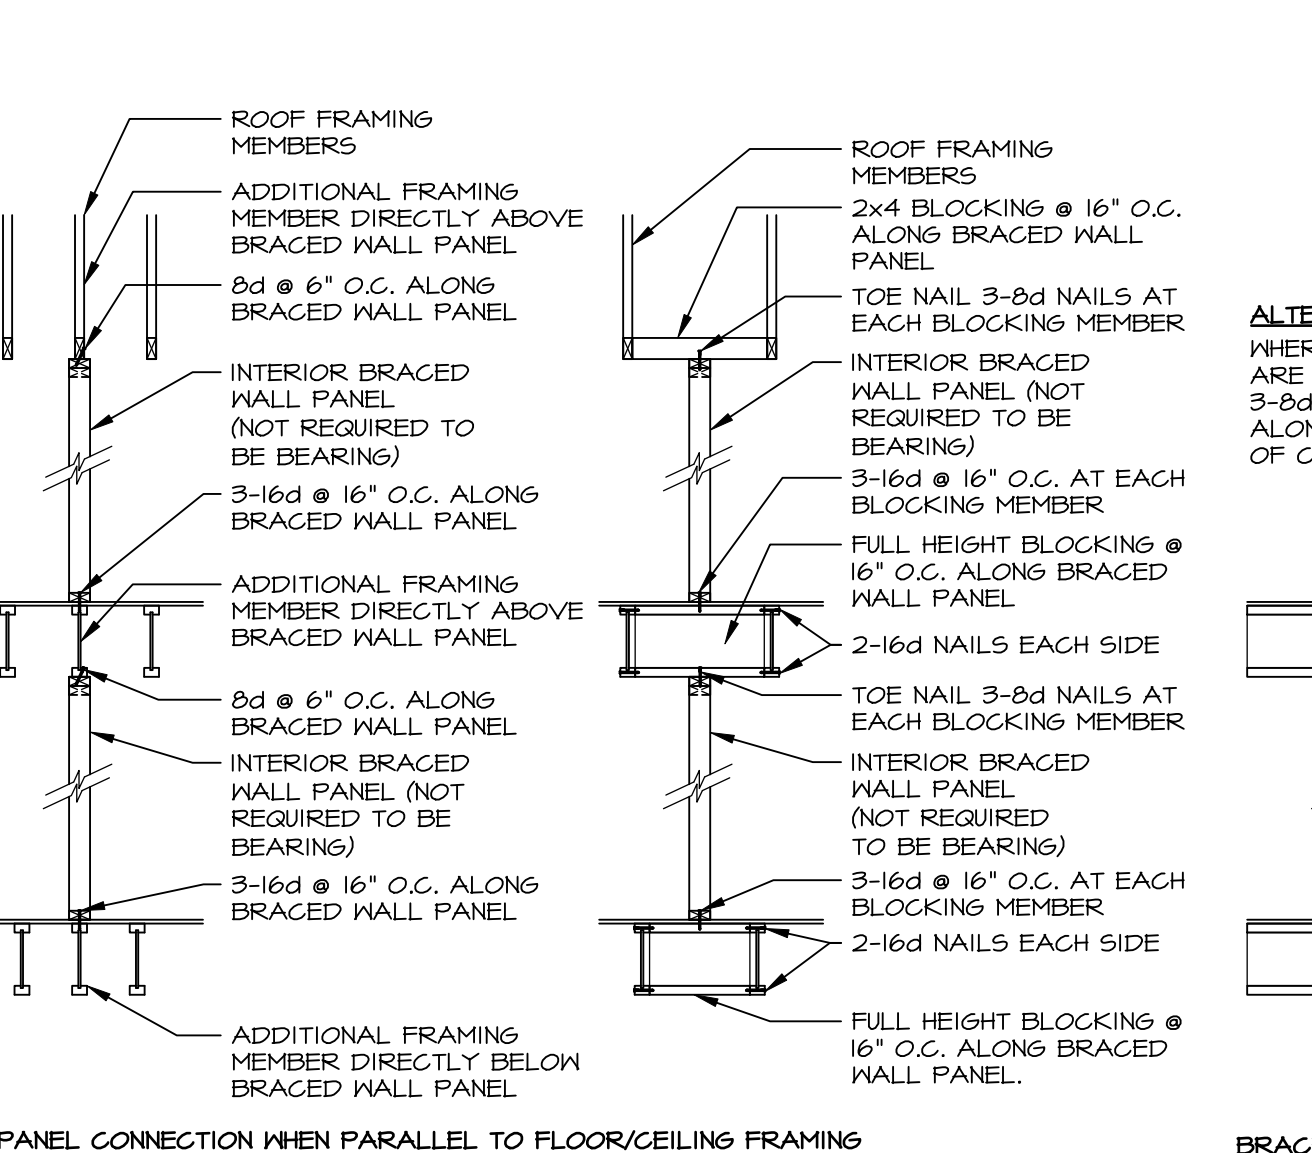 ROOF FRAMING
MEMBERS
ADDITIONAL FRAMING
MEMBER DIRECTLY ABOVE
BRACED WALL PANEL
8d @ 6" O.C. ALONG
BRACED WALL PANEL
INTERIOR BRACED
WALL PANEL
(NOT REQUIRED TO
BE BEARING)
3-16d @ 16" O.C. ALONG
BRACED WALL PANEL
ADDITIONAL FRAMING
MEMBER DIRECTLY ABOVE
BRACED WALL PANEL
8d @ 6" O.C. ALONG
BRACED WALL PANEL
INTERIOR BRACED
WALL PANEL (NOT
REQUIRED TO BE
BEARING)
3-16d @ 16" O.C. ALONG
BRACED WALL PANEL
ADDITIONAL FRAMING
MEMBER DIRECTLY BELOW
BRACED WALL PANEL
ROOF FRAMING
MEMBERS
2x4 BLOCKING @ 16" O.C.
ALONG BRACED WALL
PANEL
TOE NAIL 3-8d NAILS AT
EACH BLOCKING MEMBER
INTERIOR BRACED
WALL PANEL (NOT
REQUIRED TO BE
BEARING)
3-16d @ 16" O.C. AT EACH
BLOCKING MEMBER
FULL HEIGHT BLOCKING @
16" O.C. ALONG BRACED
WALL PANEL
2-16d NAILS EACH SIDE
TOE NAIL 3-8d NAILS AT
EACH BLOCKING MEMBER
INTERIOR BRACED
WALL PANEL
(NOT REQUIRED
TO BE BEARING)
3-16d @ 16" O.C. AT EACH
BLOCKING MEMBER
2-16d NAILS EACH SIDE
FULL HEIGHT BLOCKING @
16" O.C. ALONG BRACED
WALL PANEL.
ARE
3-8d
OF
PANEL CONNECTION WHEN PARALLEL TO FLOOR/CEILING FRAMING